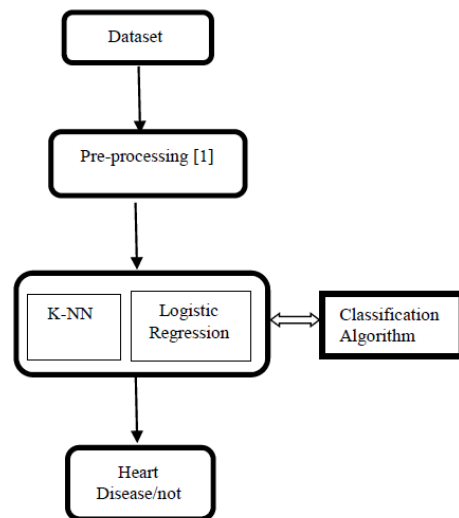 Dataset
Pre-processing [1]
K-NN
Logistic
Regression
Classification
Algorithm
Heart
Disease/not